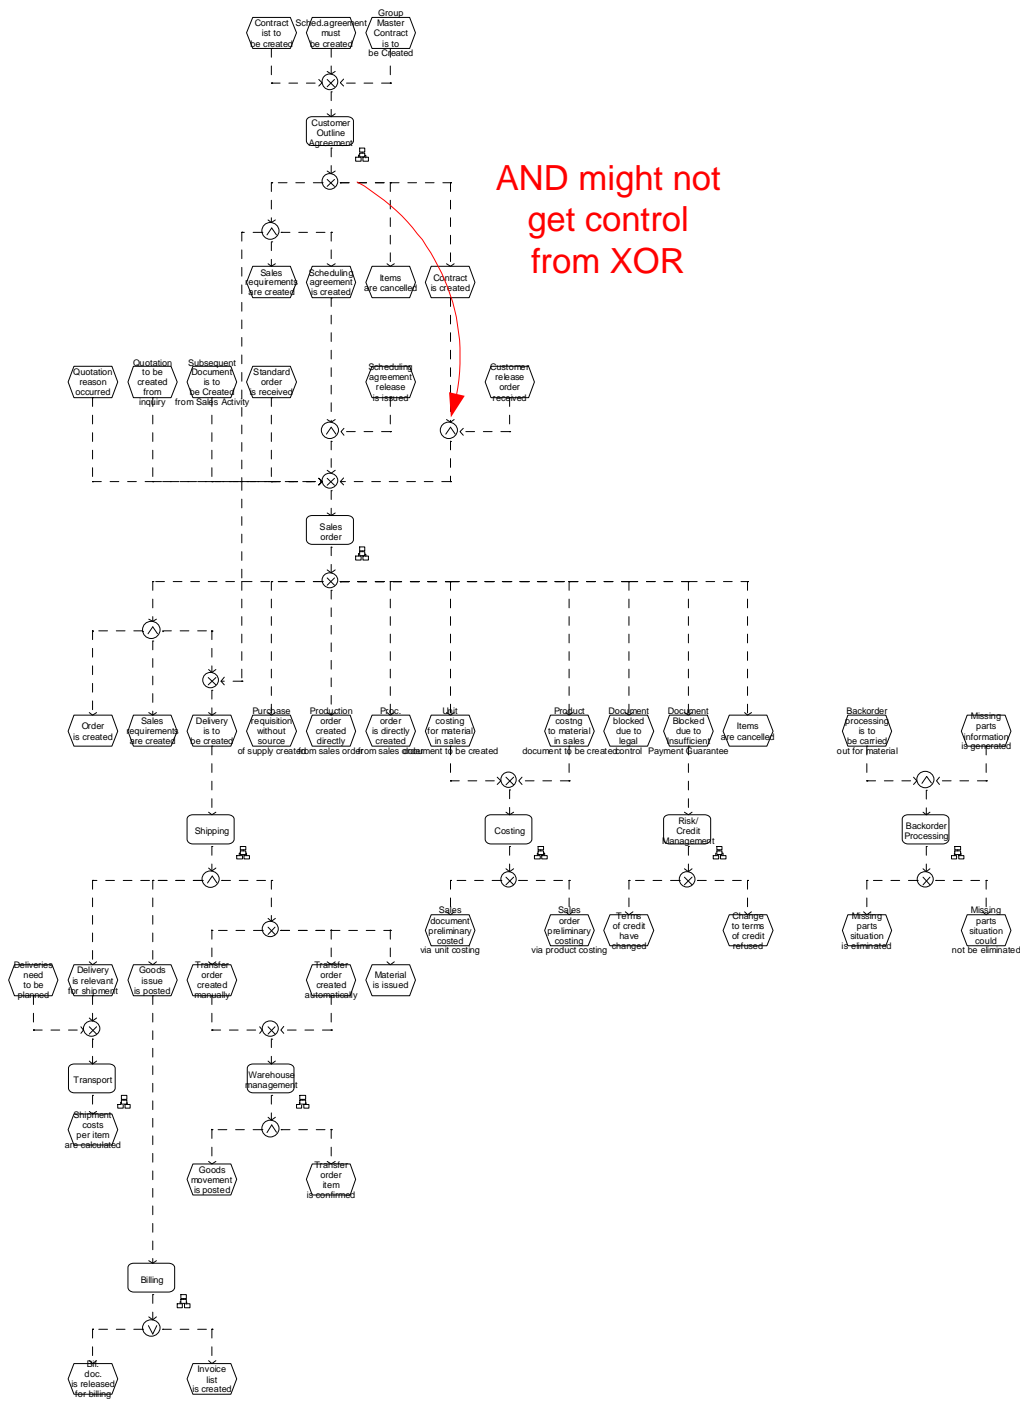 Contract
ist to
be created
Sched.agreement
must
be created
Group
Master
Contract
is to
be Created
Customer
Outline
Agreement
AND might not
get control
from XOR
Sales
requirements
are created
Scheduling
agreement
is created
Items
are cancelled
Contract
is created
Quotation
reason
occurred
Quotation
to be
created
from
inquiry
Subsequent
Document
is to
be Created
from Sales Activity
Standard
order
is received
Scheduling
agreement
release
is issued
Customer
release
order
received
Sales
order
Order
is created
Sales
requirements
are created
Delivery
is to
be created
Purchase
requisition
without
source
of supply created
Production
order
created
directly
from sales order
Proc.
order
is directly
created
from sales order
Unit
costing
for material
in sales
document to be created
Product
costng
to material
in sales
document to be created
Document
blocked
due to
legal
control
Document
Blocked
due to
Insufficient
Payment Guarantee
Items
are cancelled
Backorder
processing
is to
be carried
out for material
Missing
parts
information
is generated
Shipping
Costing
Risk/
Credit
Management
Backorder
Processing
Sales
document
preliminary
costed
via unit costing
Sales
order
preliminary
costing
via product costing
Terms
of credit
have
changed
Change
to terms
of credit
refused
Missing
parts
situation
is eliminated
Missing
parts
situation
could
not be eliminated
Deliveries
need
to be
planned
Delivery
is relevant
for shipment
Goods
issue
is posted
Transfer
order
created
manually
Transfer
order
created
automatically
Material
is issued
Transport
Warehouse
management
Shipment
costs
per item
are calculated
Goods
movement
is posted
Transfer
order
item
is confirmed
Billing
Bil.
doc.
is released
for billing
Invoice
list
is created